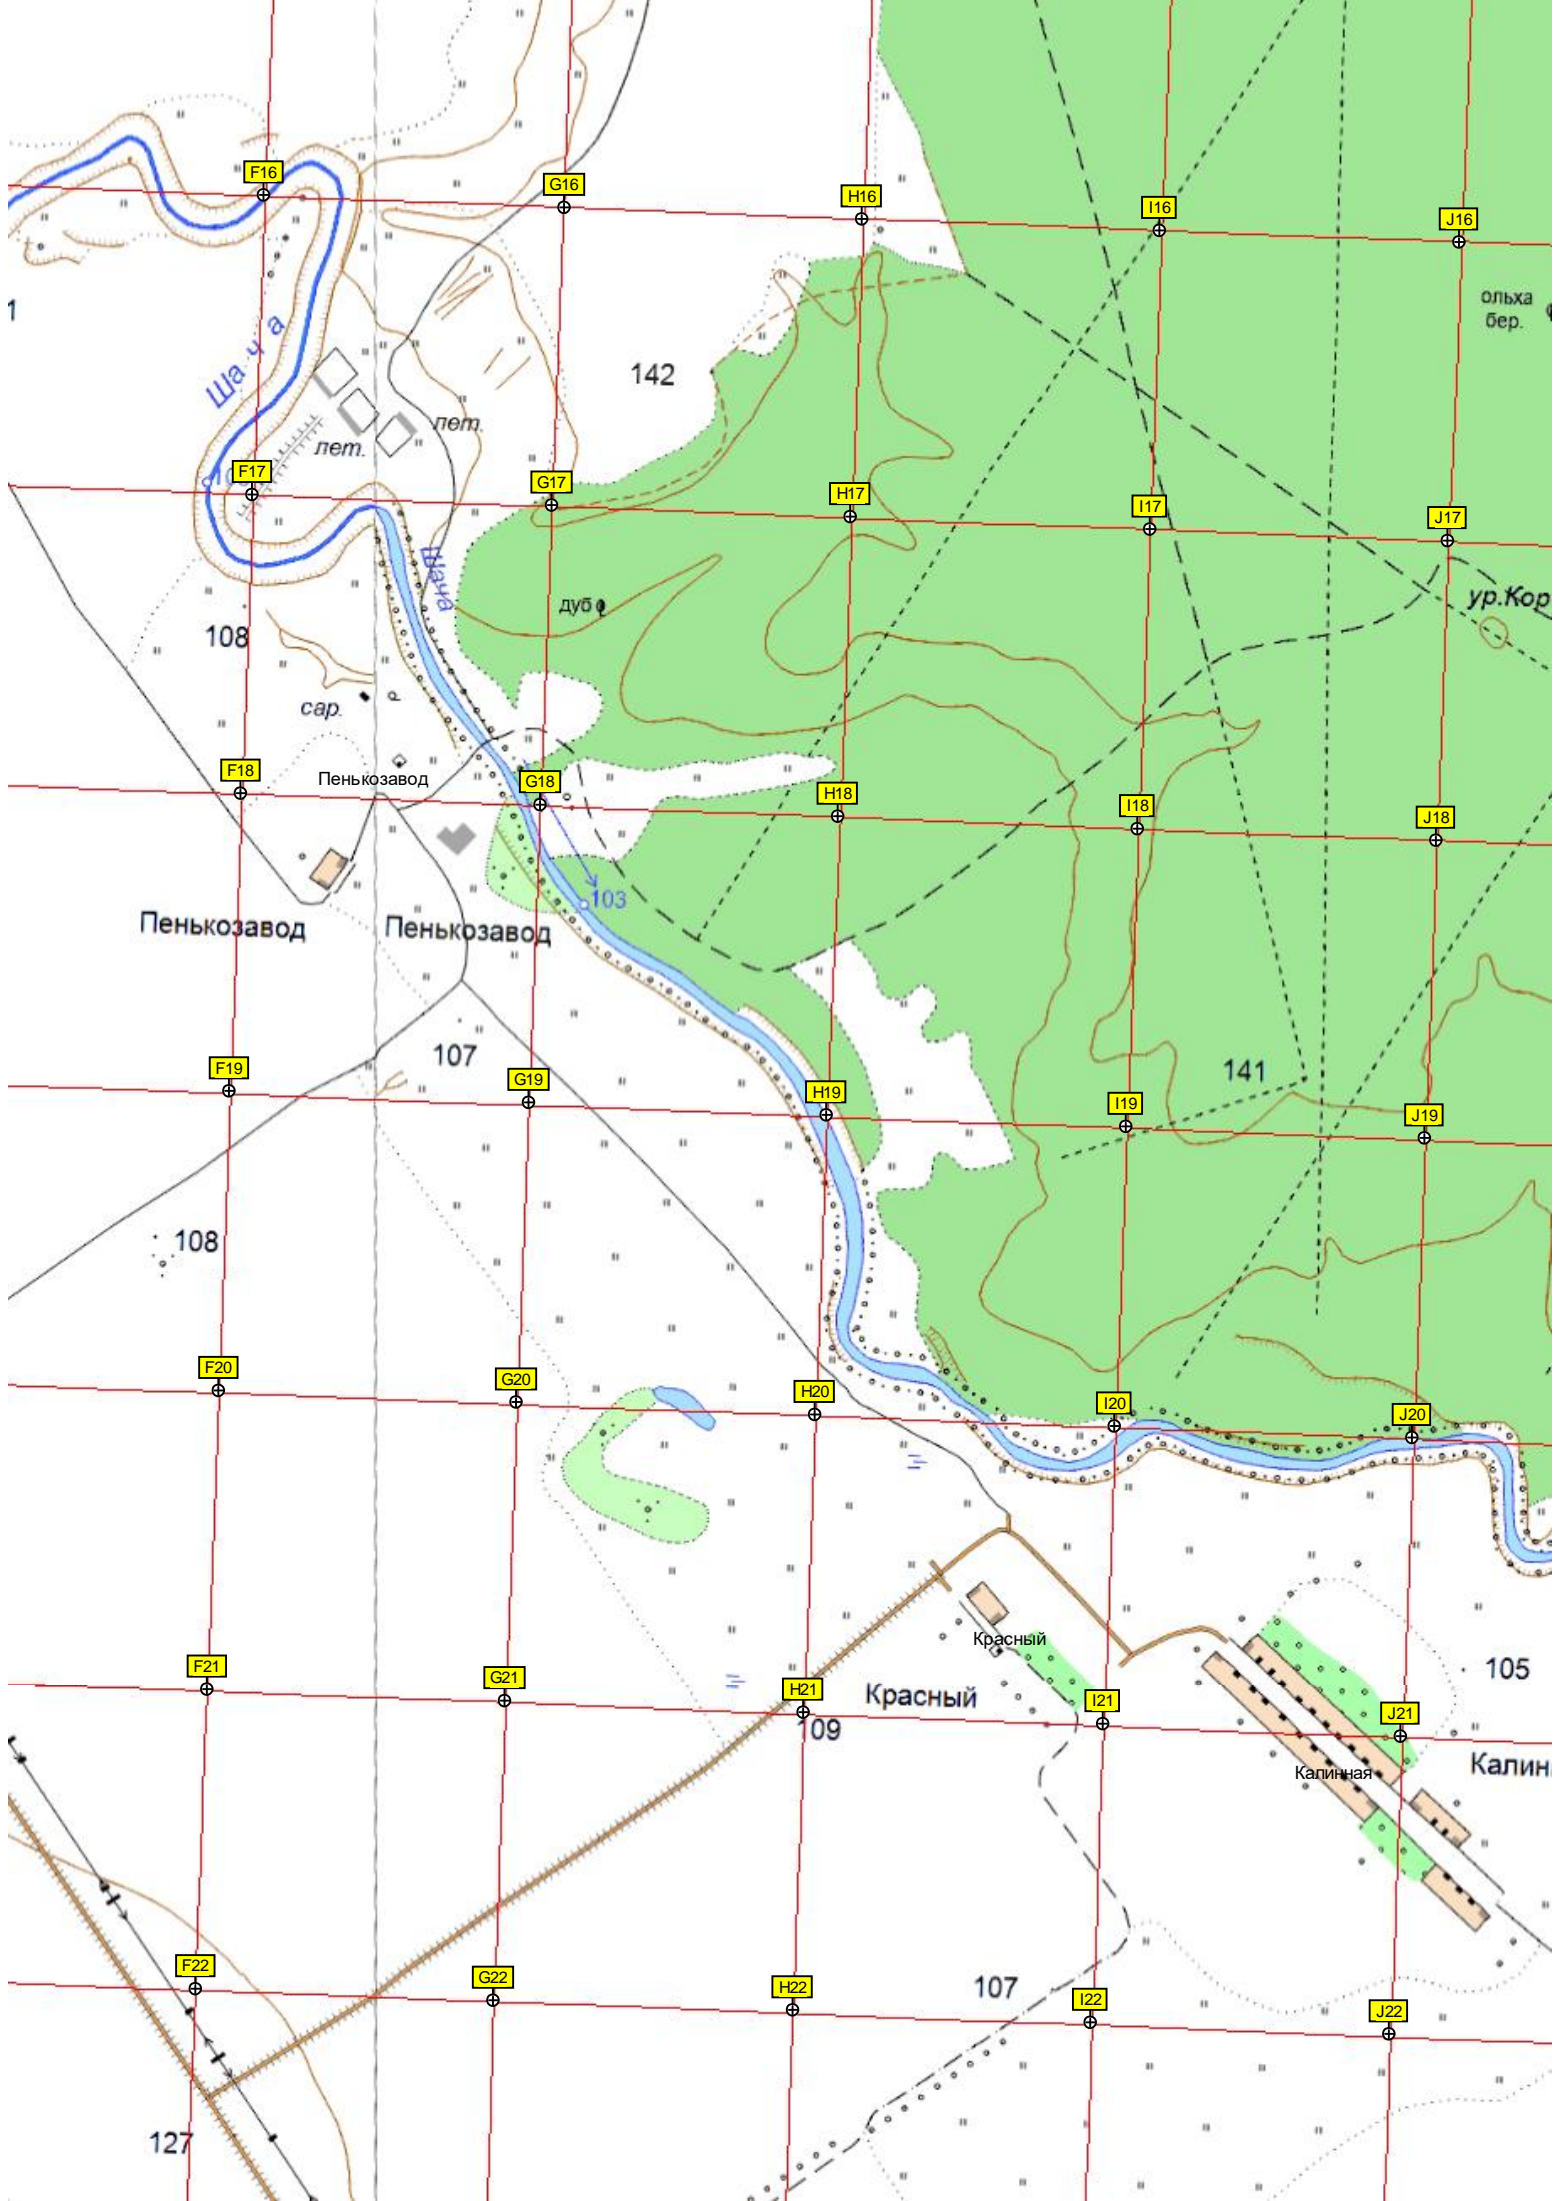 F16
G16
H16
I16
J16
ольха
бер.
1
Шача
142
лет.
лет.
F17
G17
H17
I17
J17
Шача
дуб
ур.Кор
108
сар.
F18
Пенькозавод
G18
H18
I18
J18
103
Пенькозавод
Пенькозавод
107
141
F19
G19
H19
I19
J19
108
F20
G20
H20
I20
J20
Красный
105
F21
G21
H21
Красный
I21
J21
109
Калинная
Калин
F22
G22
H22
107
I22
J22
127